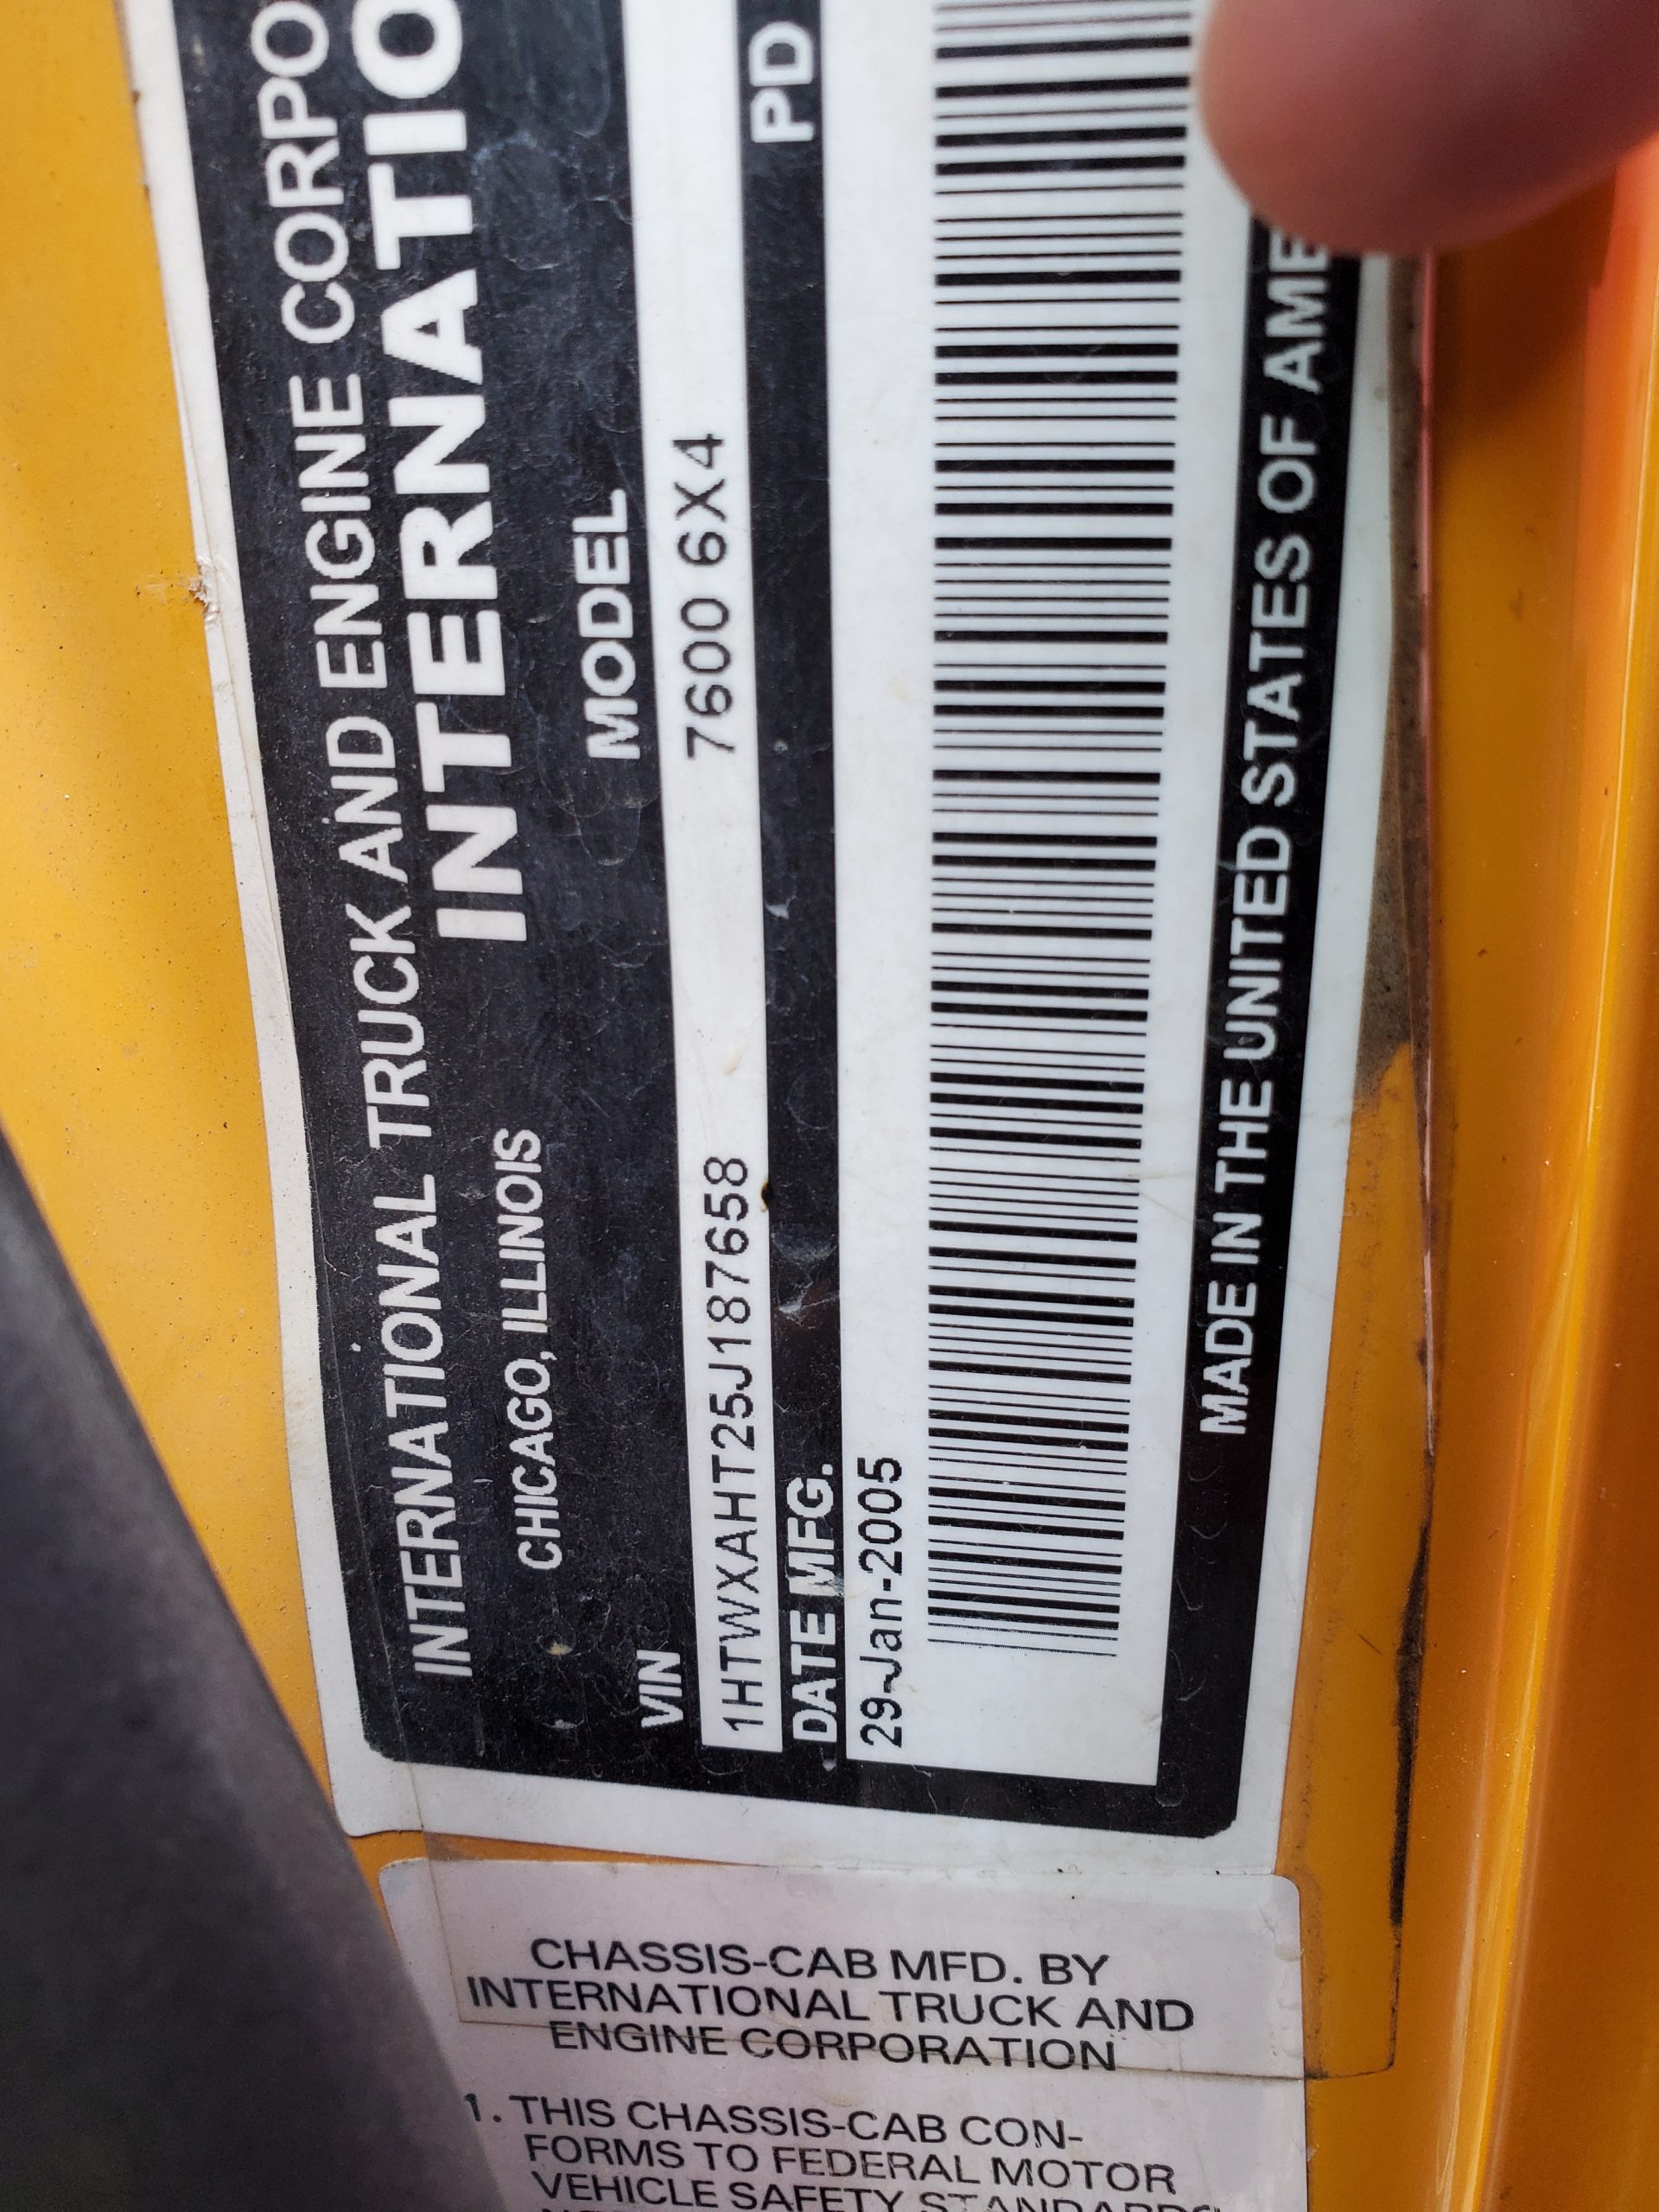 INTERNATIONAL TRUCK AND ENGINE CORPO
CHICAGO, ILLINOIS
INTERNATIO
VIN
MODEL
1HTWXAHT25J187658
7600 6X4
DATE MFG.
PD
29-Jan-2005
MADE IN THE UNITED STATES OF AME
CHASSIS-CAB MFD. BY
INTERNATIONAL TRUCK AND
ENGINE CORPORATION
1. THIS CHASSIS-CAB CON-
FORMS TO FEDERAL MOTOR
VEHICLE SAFETY STANDARDS